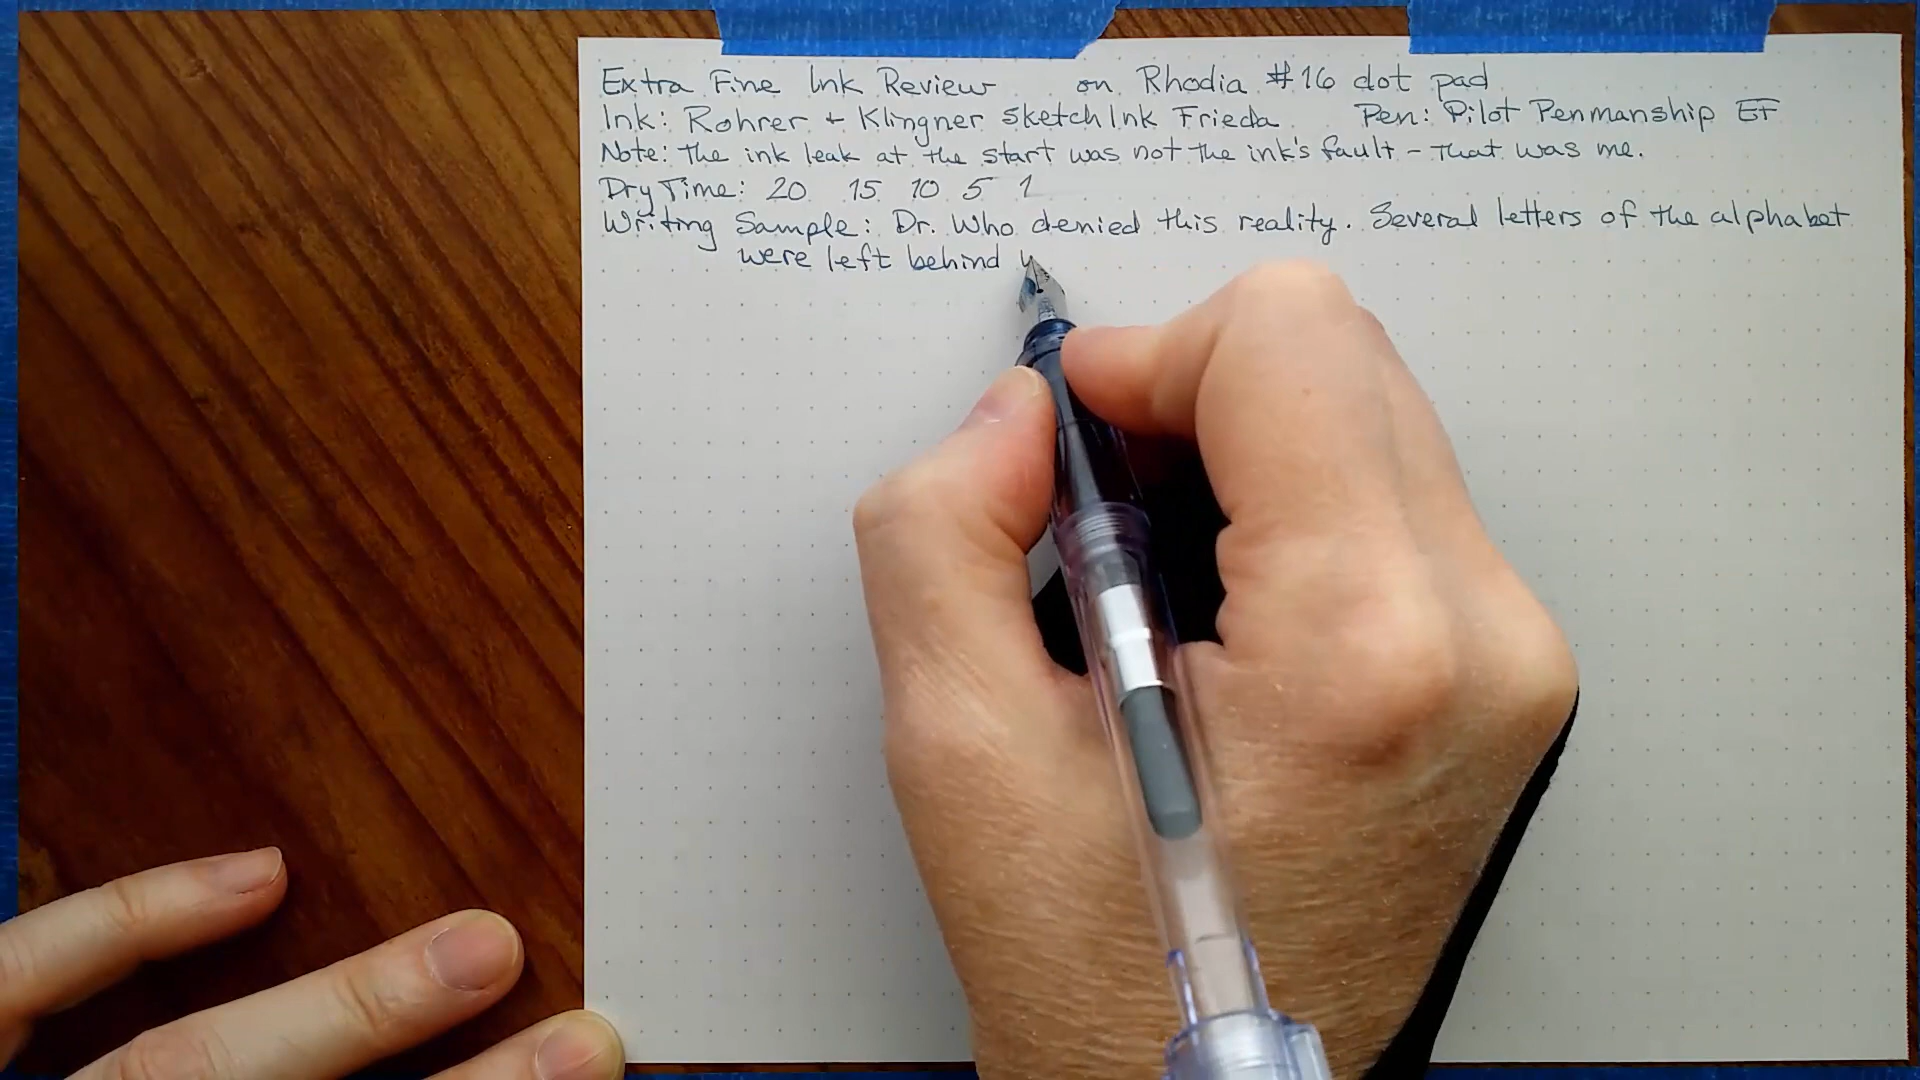 Extra Fine Ink Review on Rhodia #16 dot pad
Ink: Rohrer + Klingner SketchInk Frieda Pen: Pilot Penmanship EF
Note: The ink leak at the start was not the ink's fault - that was me.
Dry Time: 20 15 10 5 1
Writing Sample: Dr. Who denied this reality. Several letters of the alphabet
were left behind